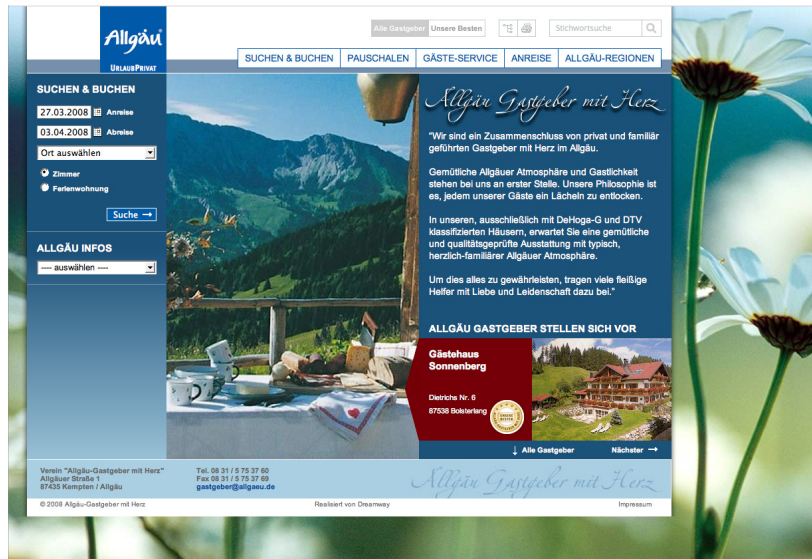 Allgäu
URLAUBPRIVAT
Alle Gastgeber Unsere Besten
Stichwortsuche
SUCHEN & BUCHEN PAUSCHALEN GÄSTE-SERVICE ANREISE ALLGÄU-REGIONEN
SUCHEN & BUCHEN
27.03.2008 Anreise
03.04.2008 Abreise
Ort auswählen
Zimmer
Ferienwohnung
Suche →
ALLGÄU INFOS
---- auswählen ----
Allgäu Gastgeber mit Herz
"Wir sind ein Zusammenschluss von privat und familiär
geführten Gastgeber mit Herz im Allgäu.
Gemütliche Allgäuer Atmosphäre und Gastlichkeit
stehen bei uns an erster Stelle. Unsere Philosophie ist
es, jedem unserer Gäste ein Lächeln zu entlocken.
In unseren, ausschließlich mit DeHoga-G und DTV
klassifizierten Häusern, erwartet Sie eine gemütliche
und qualitätsgeprüfte Ausstattung mit typisch,
herzlich-familiärer Allgäuer Atmosphäre.
Um dies alles zu gewährleisten, tragen viele fleißige
Helfer mit Liebe und Leidenschaft dazu bei."
ALLGÄU GASTGEBER STELLEN SICH VOR
Gästehaus
Sonnenberg
Dietrichs Nr. 6
87538 Bolsterlang
UNSERE
BESTEN
↓ Alle Gastgeber Nächster →
Verein "Allgäu-Gastgeber mit Herz"
Allgäuer Straße 1
87435 Kempten / Allgäu
Tel. 08 31 / 5 75 37 60
Fax 08 31 / 5 75 37 69
gastgeber@allgaeu.de
Allgäu Gastgeber mit Herz
© 2008 Allgäu-Gastgeber mit Herz Realisiert von Dreamway Impressum